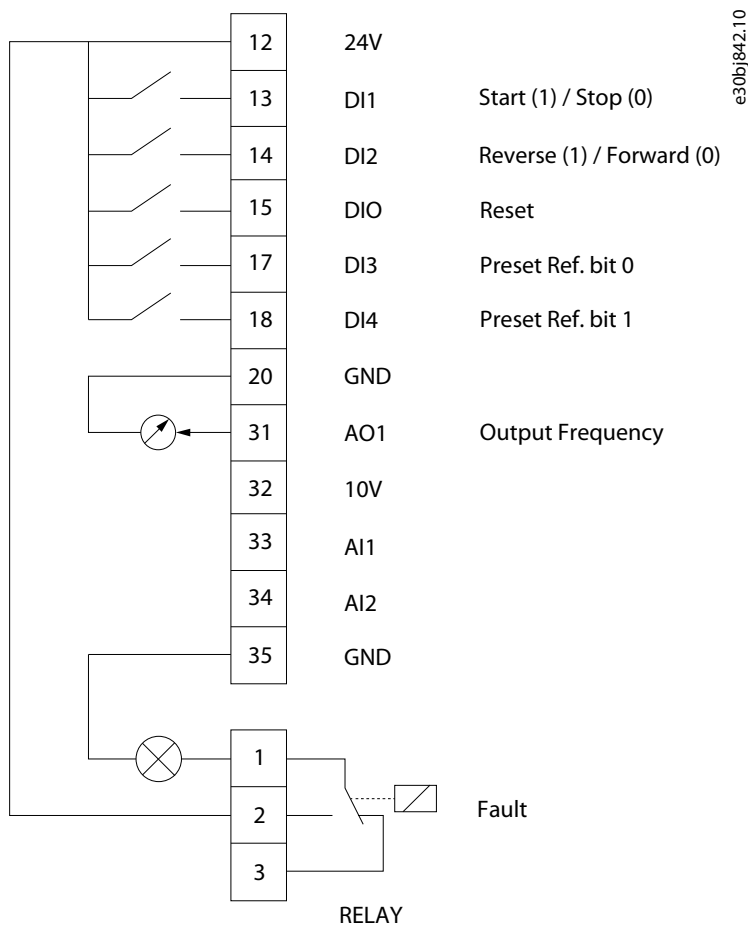 e30bj842.10
12 24V
13 DI1 Start (1) / Stop (0)
14 DI2 Reverse (1) / Forward (0)
15 DIO Reset
17 DI3 Preset Ref. bit 0
18 DI4 Preset Ref. bit 1
20 GND
31 AO1 Output Frequency
32 10V
33 AI1
34 AI2
35 GND
1
2 Fault
3
RELAY